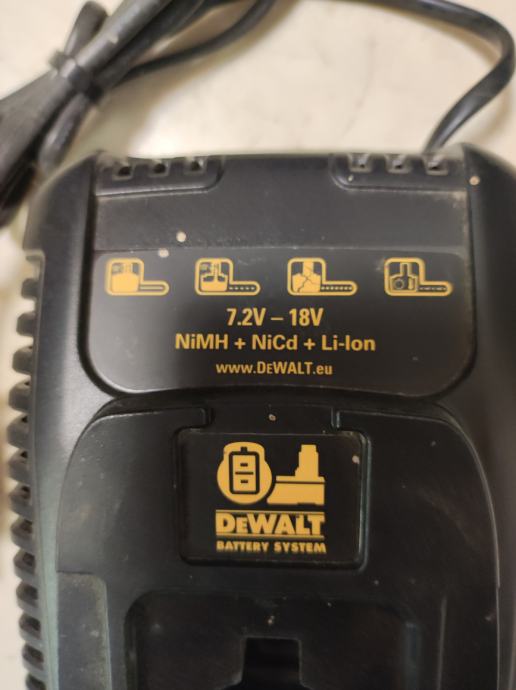 7.2V – 18V
NiMH + NiCd + Li-Ion
www.DEWALT.eu
DEWALT
BATTERY SYSTEM